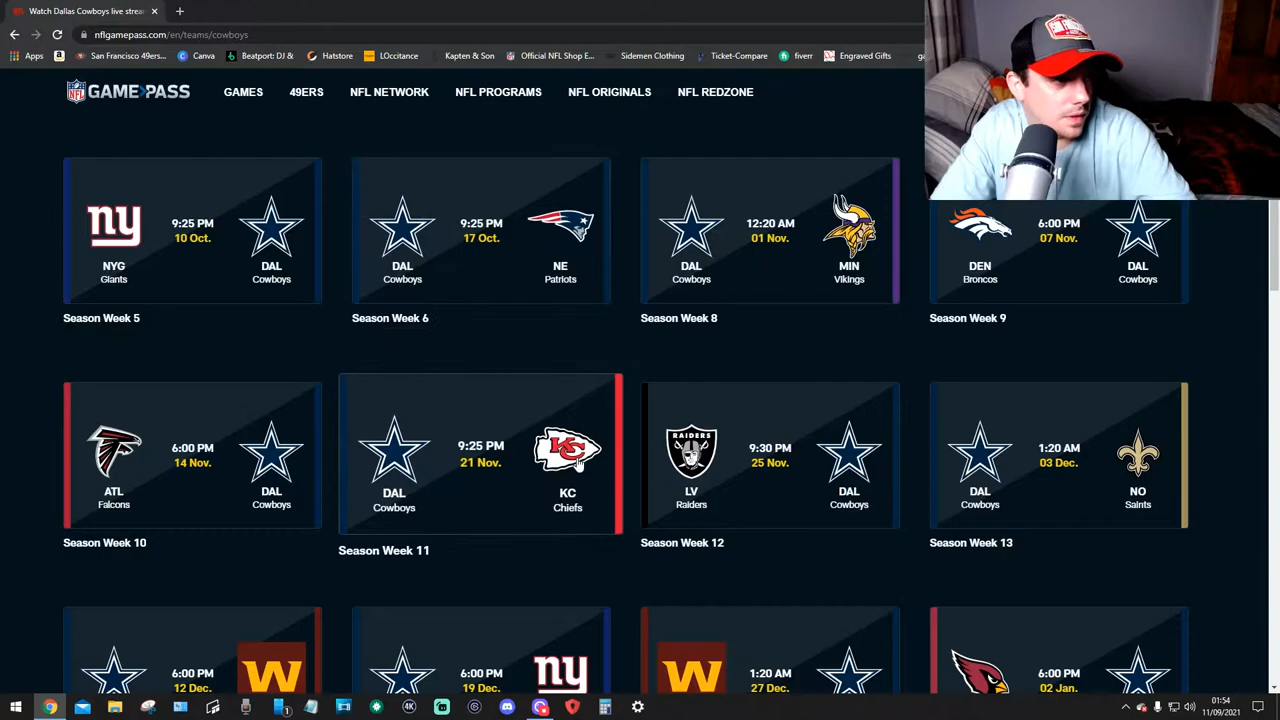 Watch Dallas Cowboys live strea
nflgamepass.com/en/teams/cowboys
Apps
San Francisco 49ers...
Canva
Beatport: DJ &
Hatstore
LOccitane
Kapten & Son
Official NFL Shop E...
Sidemen Clothing
Ticket-Compare
fiverr
Engraved Gifts
NFL GAME PASS
GAMES
49ERS
NFL NETWORK
NFL PROGRAMS
NFL ORIGINALS
NFL REDZONE
ny
9:25 PM
10 Oct.
NYG
Giants
DAL
Cowboys
Season Week 5
9:25 PM
17 Oct.
DAL
Cowboys
NE
Patriots
Season Week 6
12:20 AM
01 Nov.
DAL
Cowboys
MIN
Vikings
Season Week 8
6:00 PM
07 Nov.
DEN
Broncos
DAL
Cowboys
Season Week 9
6:00 PM
14 Nov.
ATL
Falcons
DAL
Cowboys
Season Week 10
9:25 PM
21 Nov.
KC
DAL
Cowboys
KC
Chiefs
Season Week 11
RAIDERS
9:30 PM
25 Nov.
LV
Raiders
DAL
Cowboys
Season Week 12
1:20 AM
03 Dec.
DAL
Cowboys
NO
Saints
Season Week 13
6:00 PM
12 Dec.
W
6:00 PM
19 Dec.
ny
W
1:20 AM
27 Dec.
6:00 PM
02 Jan.
4K
01:54
11/09/2021